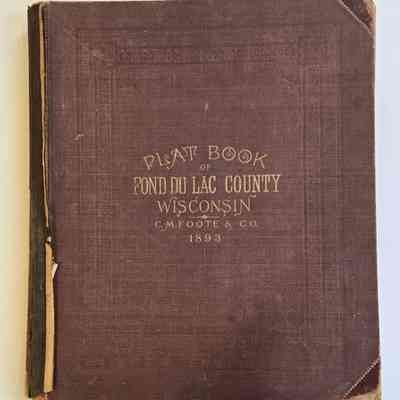 PLAT BOOK
OF
FOND DU LAC COUNTY
WISCONSIN
C. M. FOOTE & CO.
1893